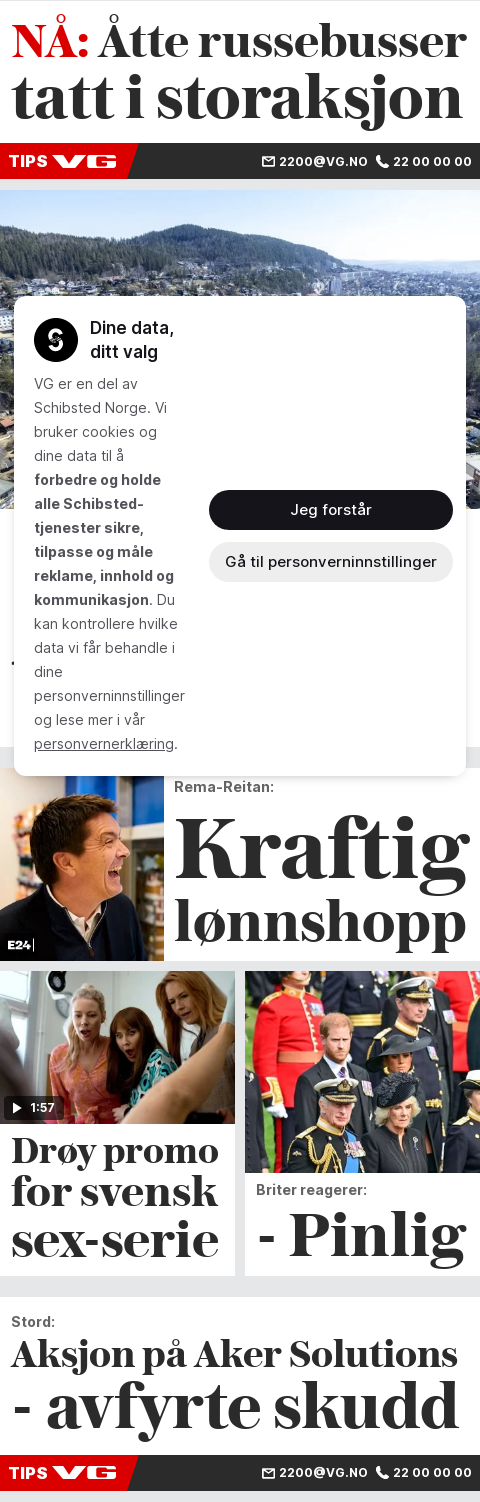 NÅ: Åtte russebusser
tatt i storaksjon
TIPS VG
2200@VG.NO 22 00 00 00
Dine data,
ditt valg
VG er en del av
Schibsted Norge. Vi
bruker cookies og
dine data til å
forbedre og holde
alle Schibsted-
tjenester sikre,
tilpasse og måle
reklame, innhold og
kommunikasjon. Du
kan kontrollere hvilke
data vi får behandle i
dine
personverninnstillinger
og lese mer i vår
personvernerklæring.
Jeg forstår
Gå til personverninnstillinger
Rema-Reitan:
Kraftig
lønnshopp
E24
1:57
Drøy promo
for svensk
sex-serie
Briter reagerer:
- Pinlig
Stord:
Aksjon på Aker Solutions
- avfyrte skudd
TIPS VG
2200@VG.NO 22 00 00 00